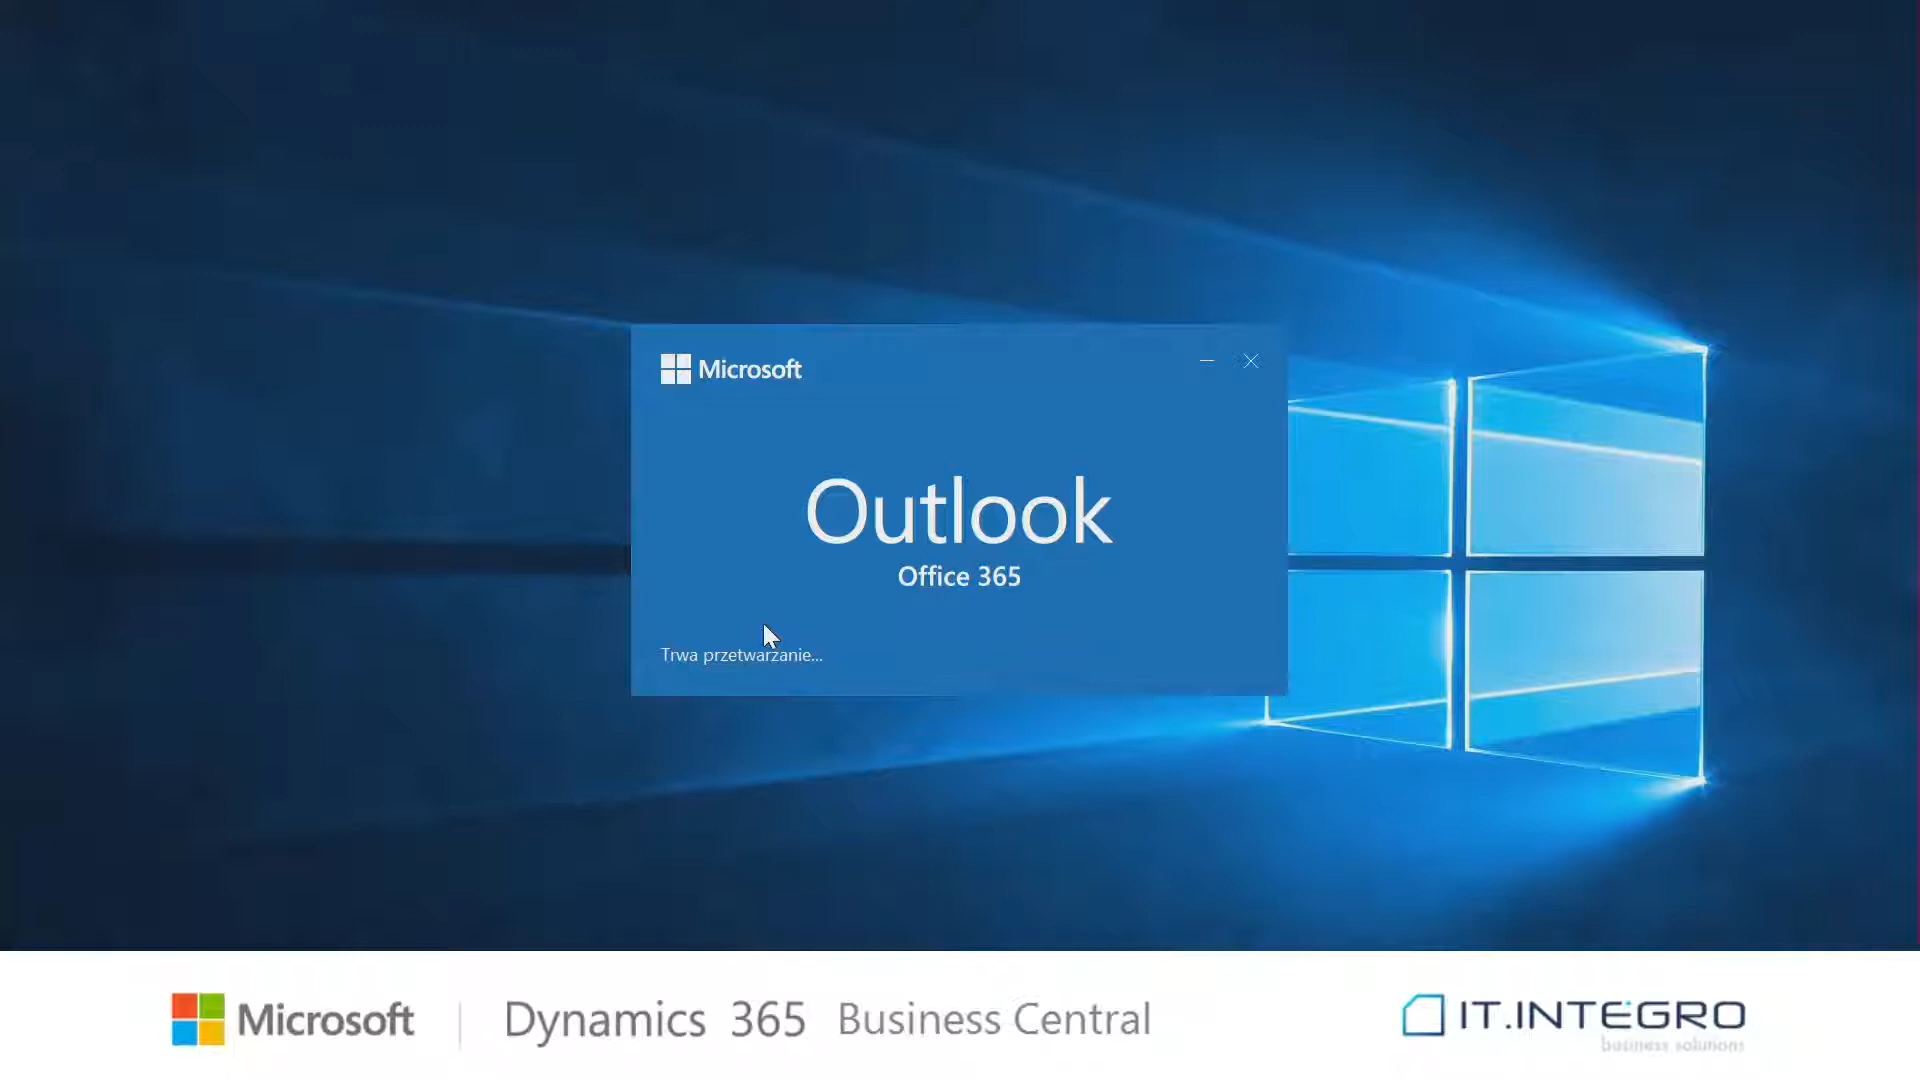 Microsoft
Outlook
Office 365
Trwa przetwarzanie...
Microsoft | Dynamics 365 Business Central
IT.INTEGRO
business solutions